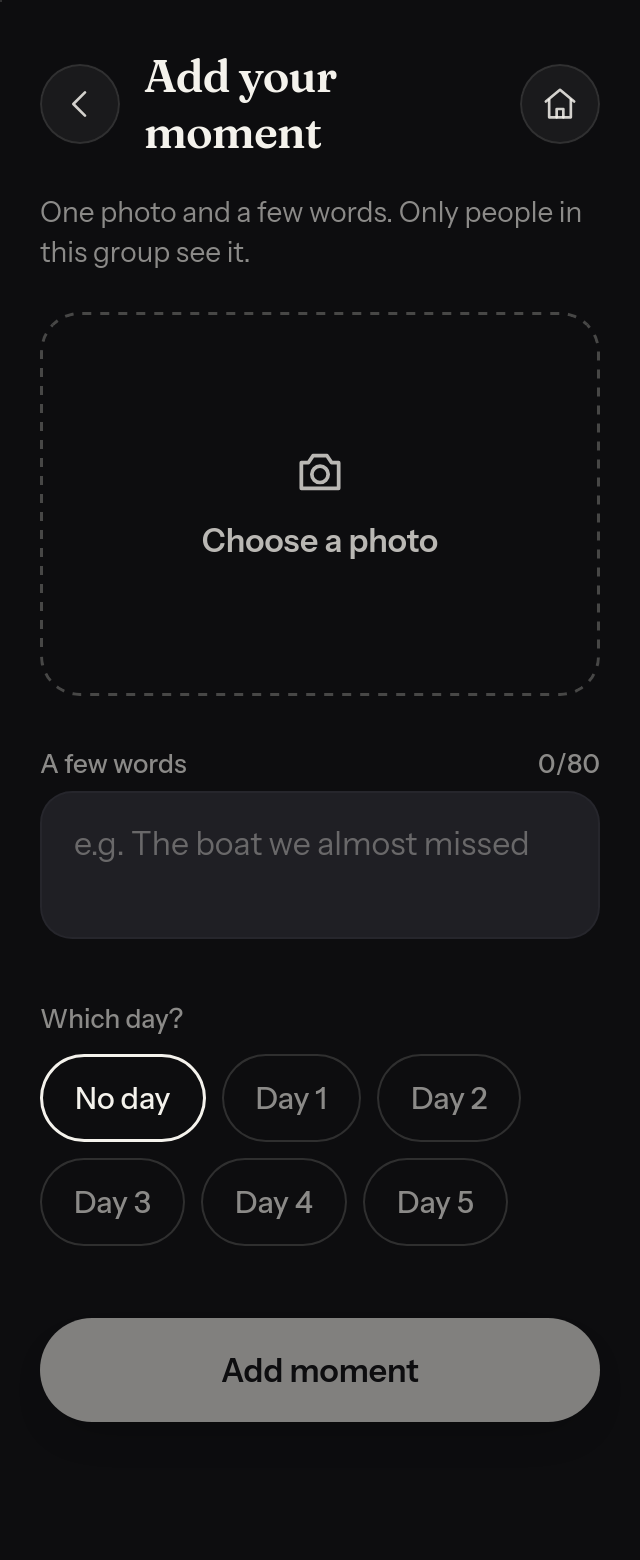 Add your
moment
One photo and a few words. Only people in
this group see it.
Choose a photo
A few words 0/80
e.g. The boat we almost missed
Which day?
No day Day 1 Day 2
Day 3 Day 4 Day 5
Add moment